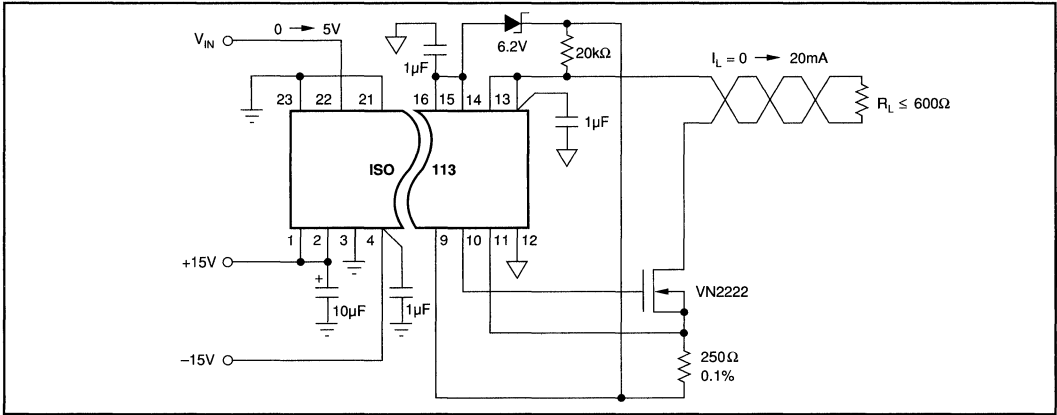 0 → 5V
V_IN
6.2V
20kΩ
1µF
I_L = 0 → 20mA
23 22 21 16 15 14 13
1µF
R_L ≤ 600Ω
ISO 113
1 2 3 4 9 10 11 12
+15V
+
10µF
1µF
VN2222
−15V
250Ω
0.1%